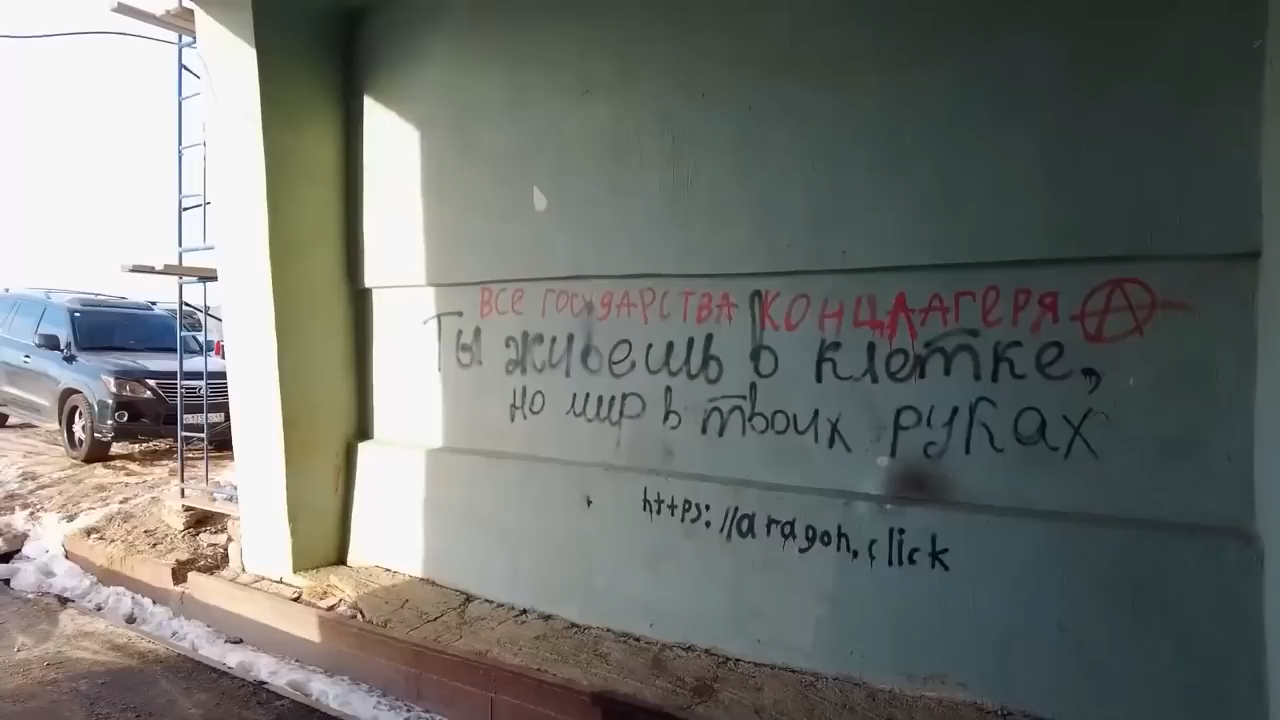 ВСЕ ГОСУДАРСТВА КОНЦЛАГЕРЯ
Ты живешь в клетке,
но мир в твоих руках
https://aragoh.click